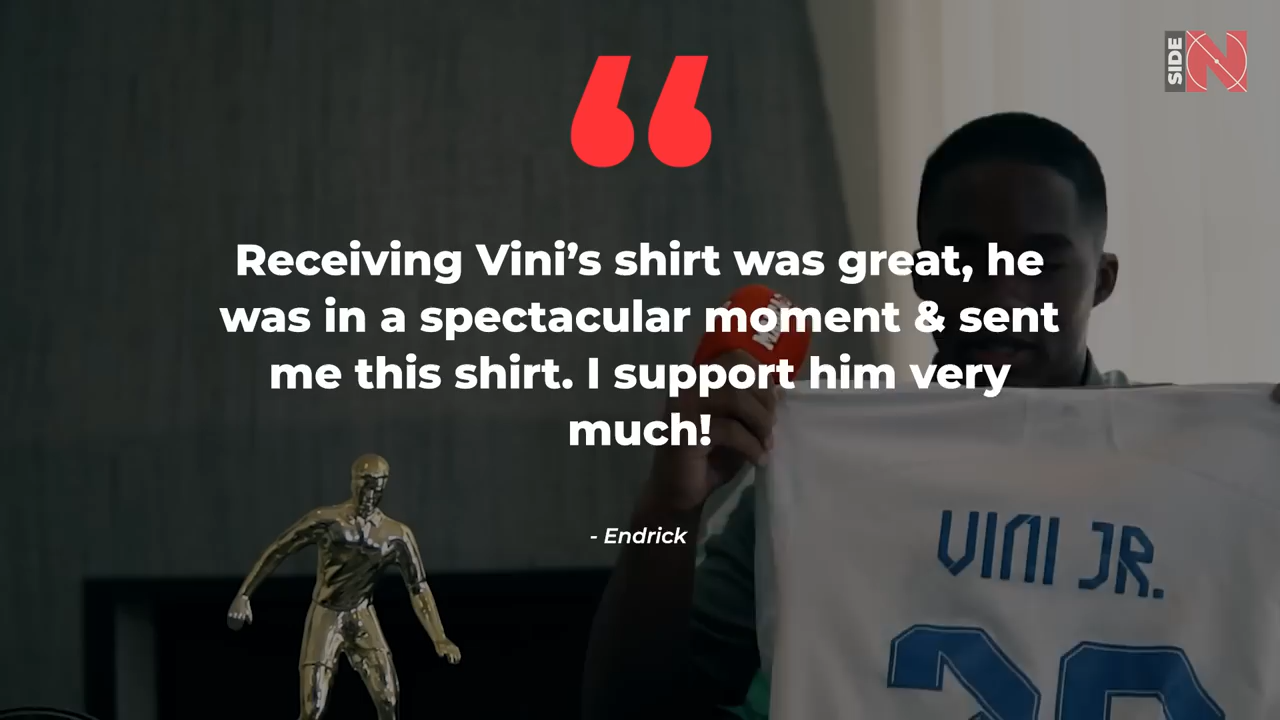 SIDE
N
“
Receiving Vini’s shirt was great, he
was in a spectacular moment & sent
me this shirt. I support him very
much!
- Endrick
VINI JR.
20